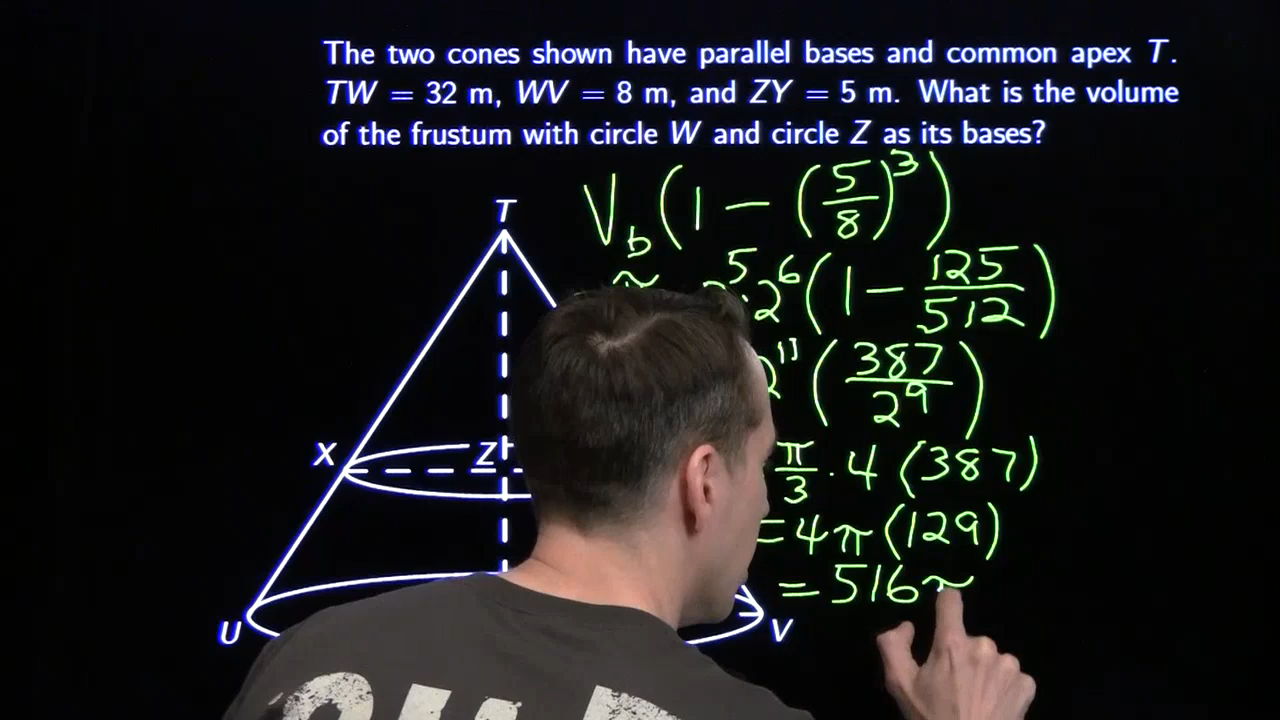 The two cones shown have parallel bases and common apex T.
TW = 32 m, WV = 8 m, and ZY = 5 m. What is the volume
of the frustum with circle W and circle Z as its bases?
V_b (1 - (5/8)^3)
π 2^5 · 2^6 (1 - 125/512)
2^11 (387/2^9)
π/3 · 4 (387)
= 4π (129)
= 516π
T
X
Z
U
V